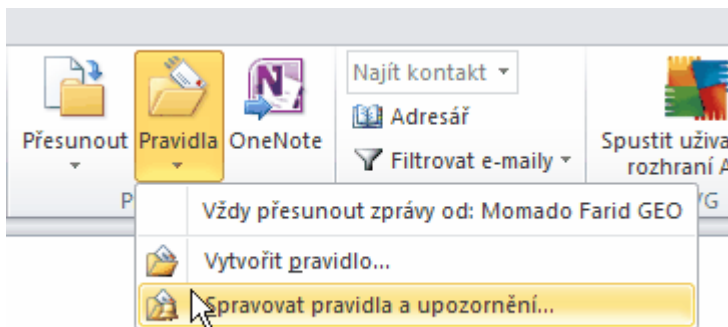 Najít kontakt
Adresář
Přesunout Pravidla OneNote
Filtrovat e-maily
Spustit
rozhraní
Vždy přesunout zprávy od: Momado Farid GEO
Vytvořit pravidlo...
Spravovat pravidla a upozornění...